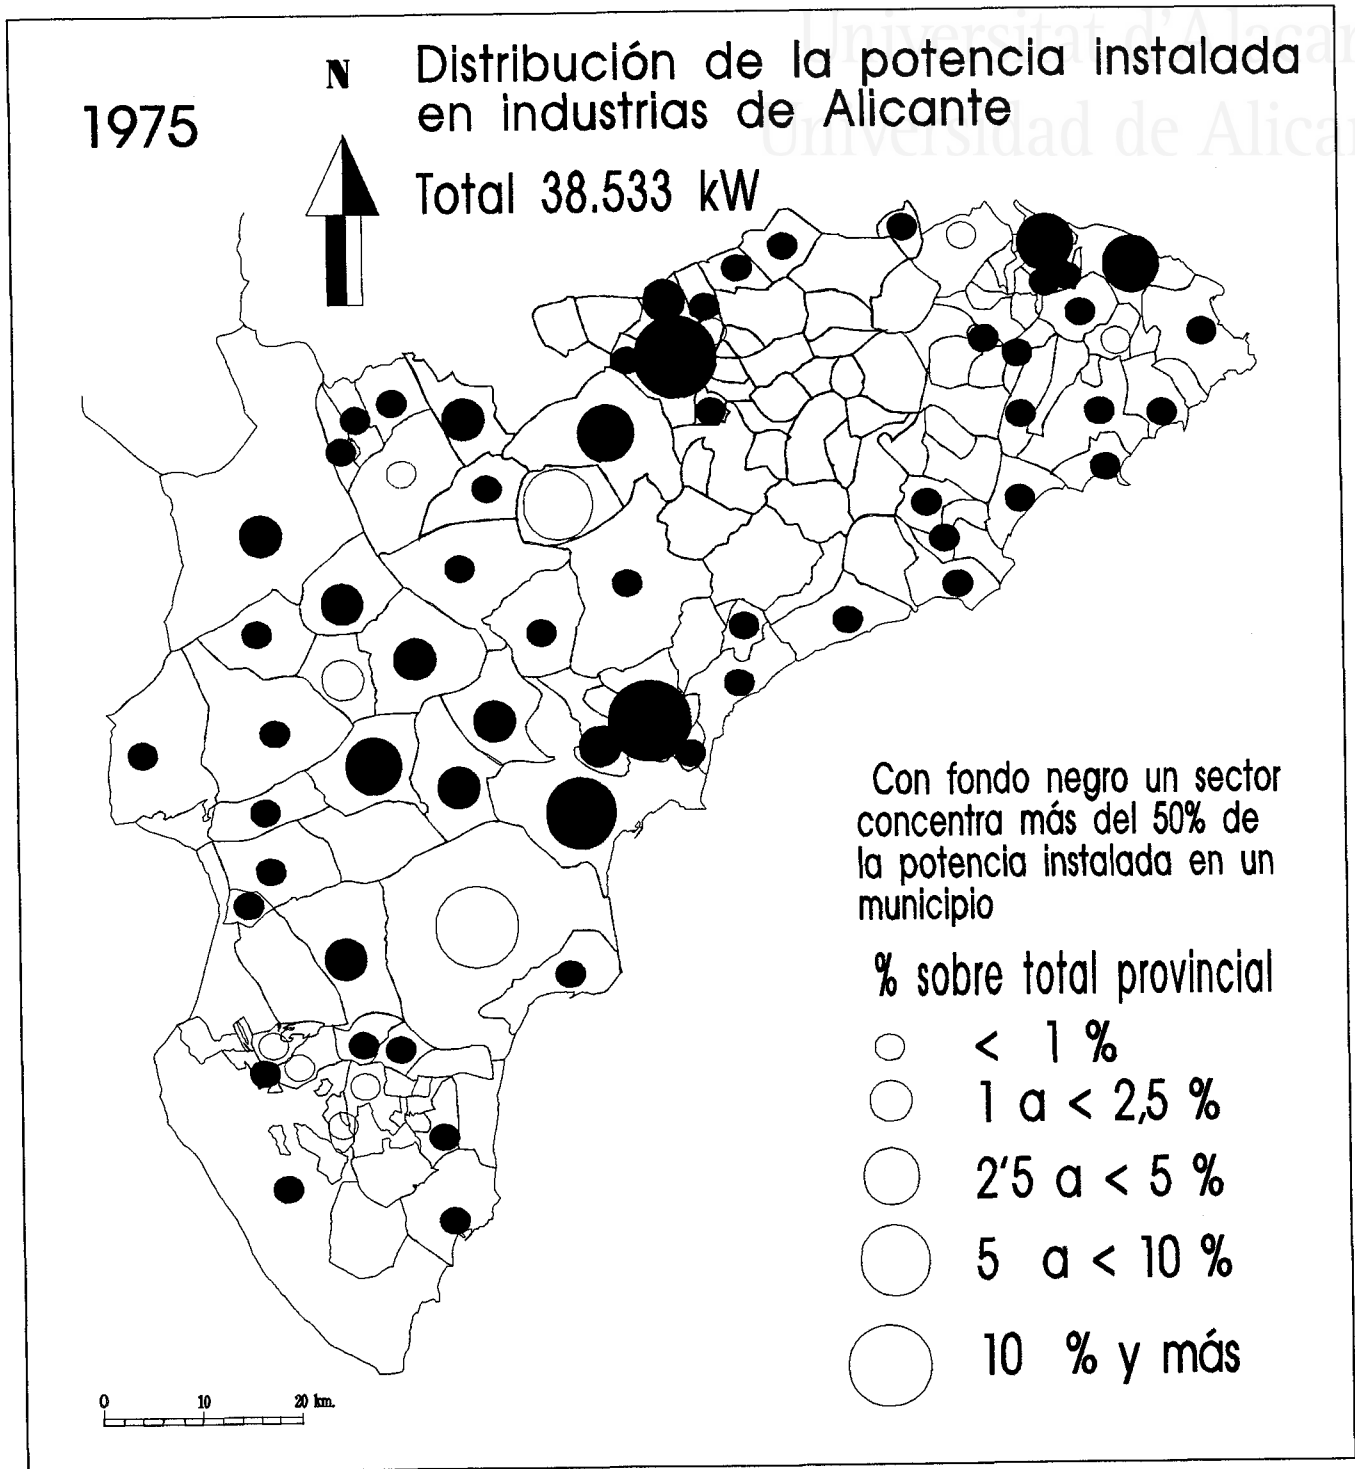 Universitat d'Alacan
Universidad de Alican
1975
N
Distribución de la potencia instalada
en industrias de Alicante
Total 38.533 kW
Con fondo negro un sector
concentra más del 50% de
la potencia instalada en un
municipio
% sobre total provincial
< 1 %
1 a < 2,5 %
2'5 a < 5 %
5 a < 10 %
10 % y más
0 10 20 km.